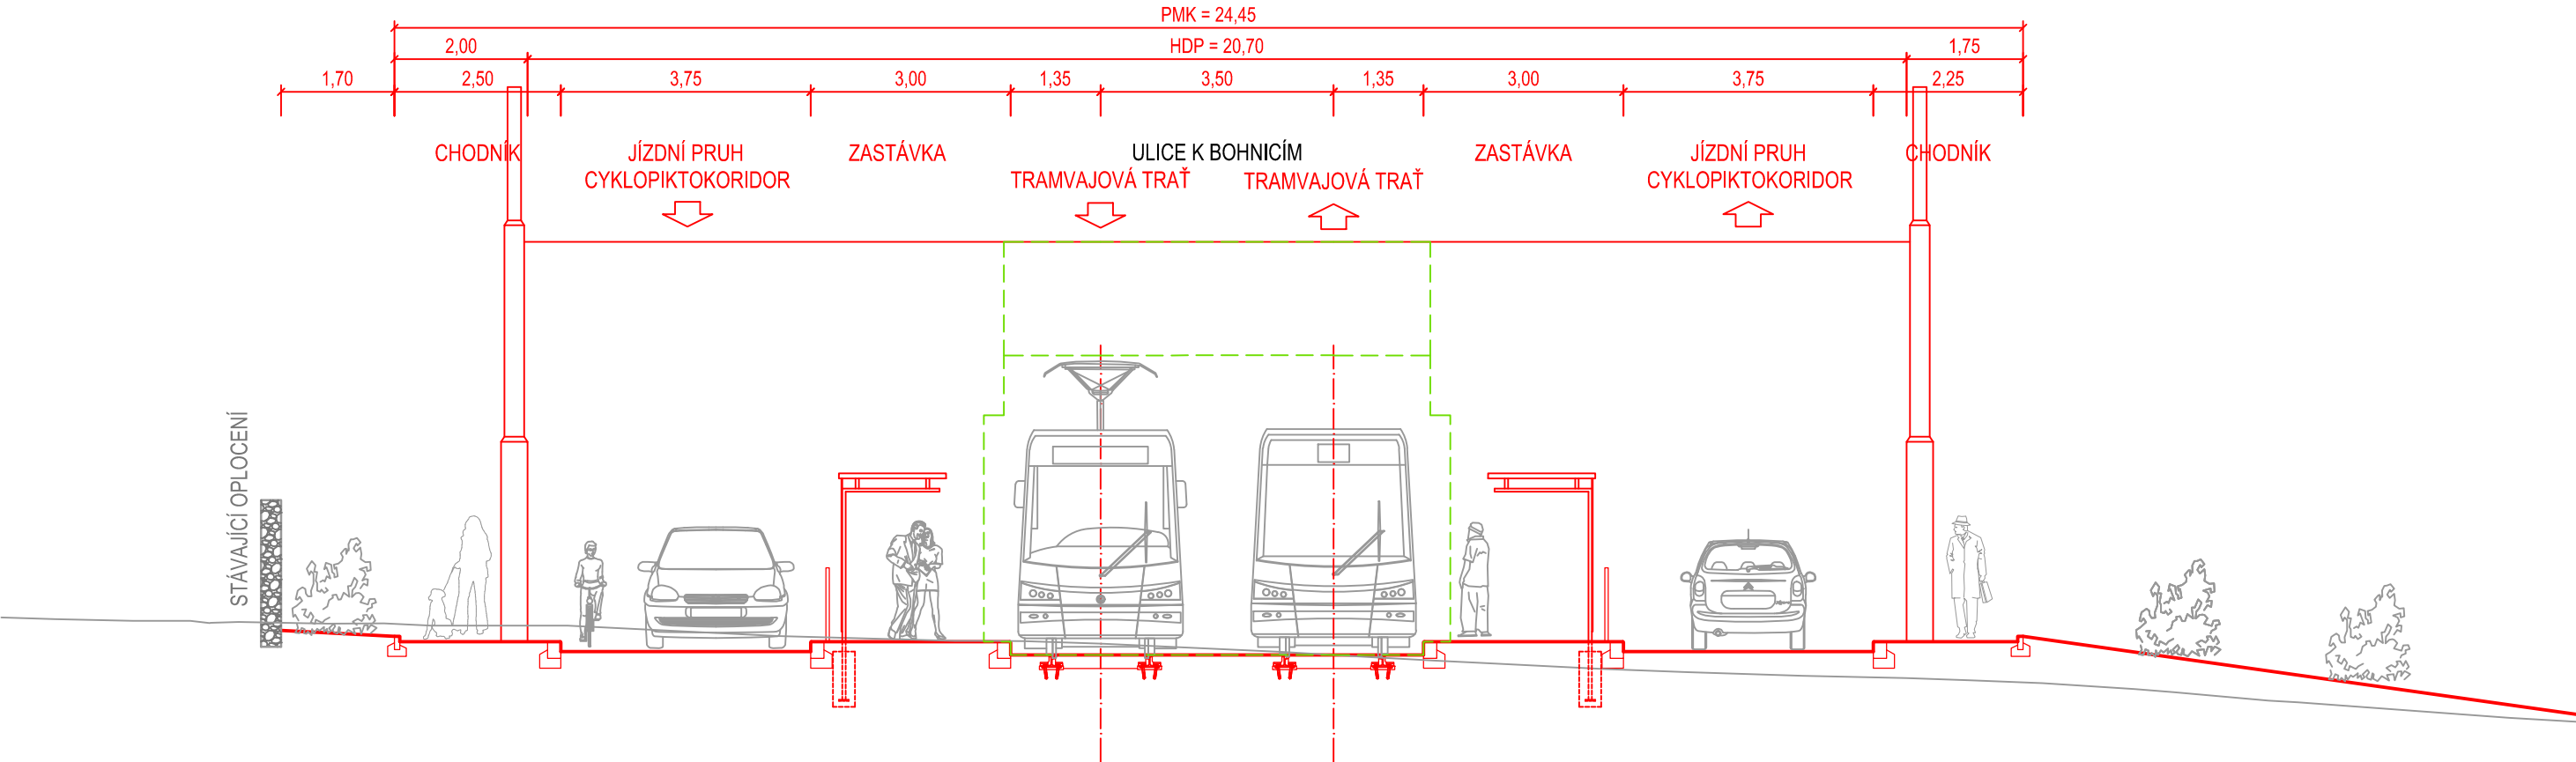 PMK = 24,45
2,00
HDP = 20,70
1,75
1,70
2,50
3,75
3,00
1,35
3,50
1,35
3,00
3,75
2,25
CHODNÍK
JÍZDNÍ PRUH
CYKLOPIKTOKORIDOR
ZASTÁVKA
ULICE K BOHNICÍM
TRAMVAJOVÁ TRAŤ
TRAMVAJOVÁ TRAŤ
ZASTÁVKA
JÍZDNÍ PRUH
CYKLOPIKTOKORIDOR
CHODNÍK
STÁVAJÍCÍ OPLOCENÍ